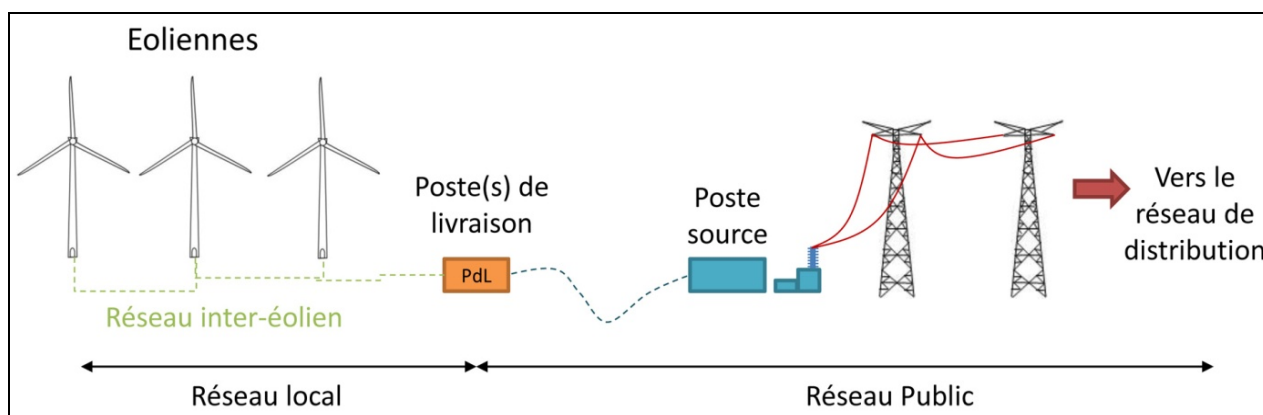 Eoliennes
Poste(s) de
livraison
Poste
source
Vers le
réseau de
distribution
PdL
Réseau inter-éolien
Réseau local
Réseau Public